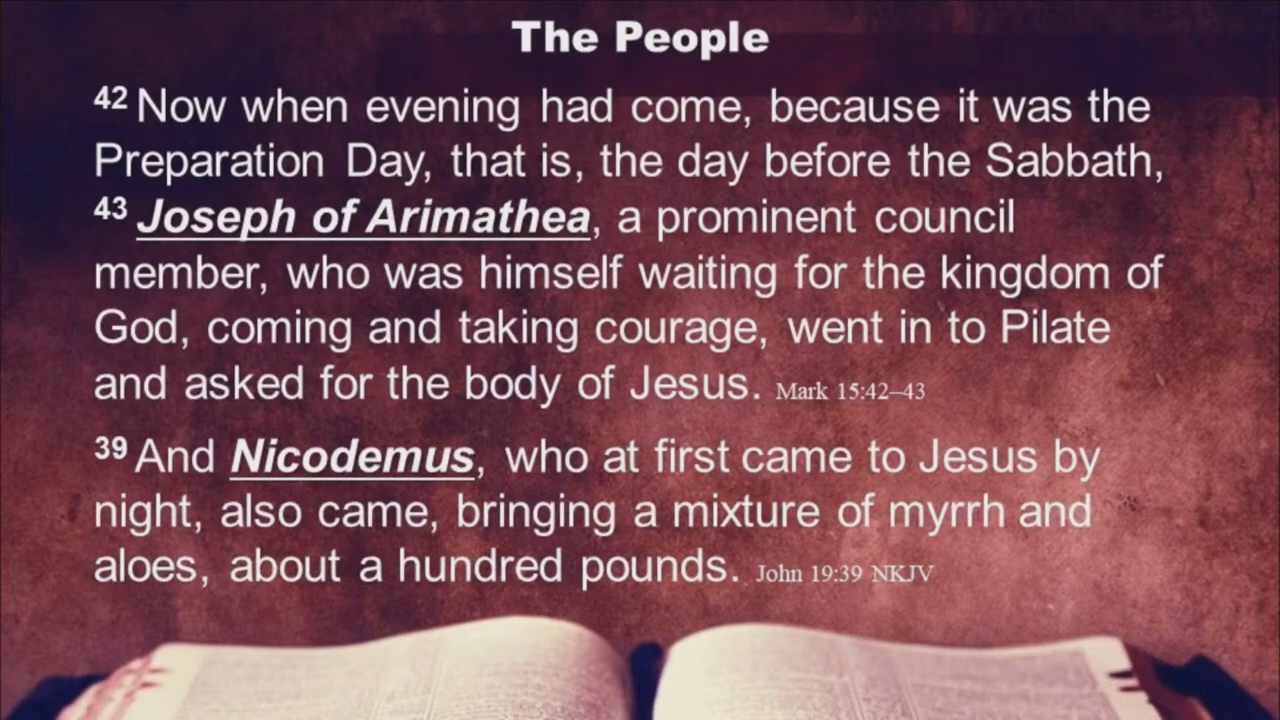 The People
42 Now when evening had come, because it was the
Preparation Day, that is, the day before the Sabbath,
43 Joseph of Arimathea, a prominent council
member, who was himself waiting for the kingdom of
God, coming and taking courage, went in to Pilate
and asked for the body of Jesus. Mark 15:42–43
39 And Nicodemus, who at first came to Jesus by
night, also came, bringing a mixture of myrrh and
aloes, about a hundred pounds. John 19:39 NKJV